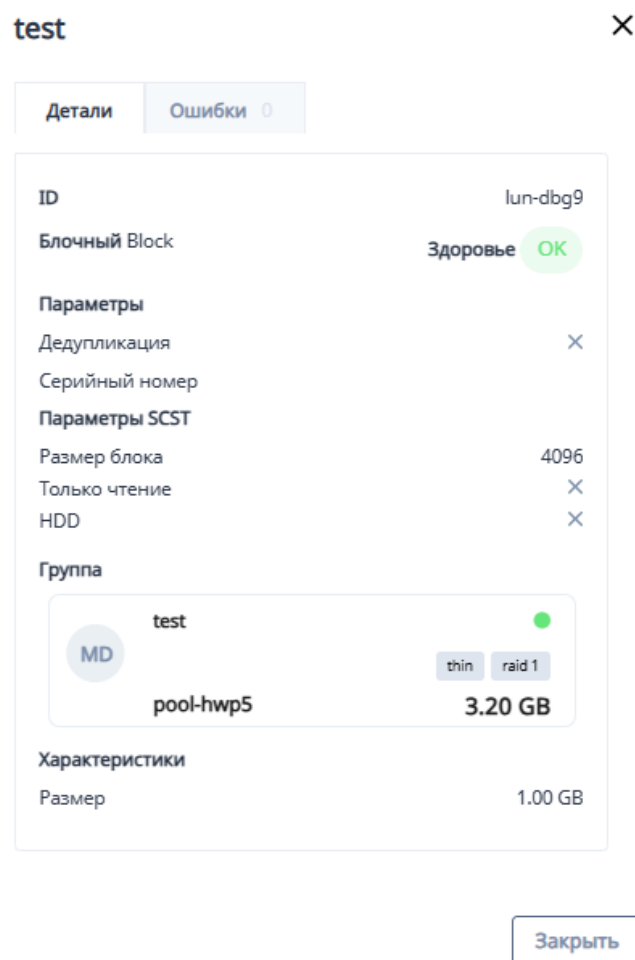 test
Детали
Ошибки 0
ID lun-dbg9
Блочный Block
Здоровье OK
Параметры
Дедупликация
Серийный номер
Параметры SCST
Размер блока 4096
Только чтение
HDD
Группа
MD
test
thin raid 1
pool-hwp5 3.20 GB
Характеристики
Размер 1.00 GB
Закрыть